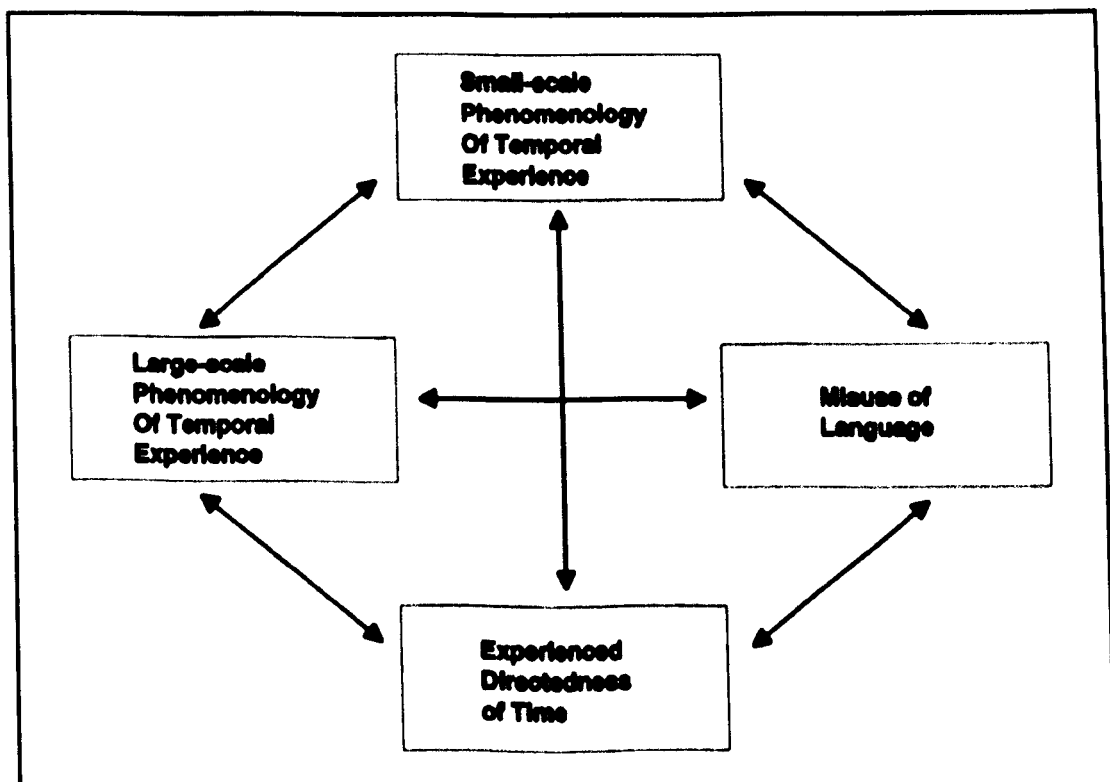 Small-scale
Phenomenology
Of Temporal
Experience
Large-scale
Phenomenology
Of Temporal
Experience
Misuse of
Language
Experienced
Directedness
of Time